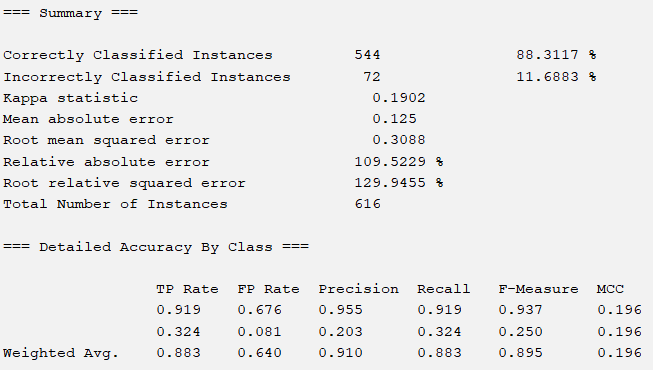 === Summary ===
Correctly Classified Instances 544 88.3117 %
Incorrectly Classified Instances 72 11.6883 %
Kappa statistic 0.1902
Mean absolute error 0.125
Root mean squared error 0.3088
Relative absolute error 109.5229 %
Root relative squared error 129.9455 %
Total Number of Instances 616
=== Detailed Accuracy By Class ===
TP Rate FP Rate Precision Recall F-Measure MCC
0.919 0.676 0.955 0.919 0.937 0.196
0.324 0.081 0.203 0.324 0.250 0.196
Weighted Avg. 0.883 0.640 0.910 0.883 0.895 0.196